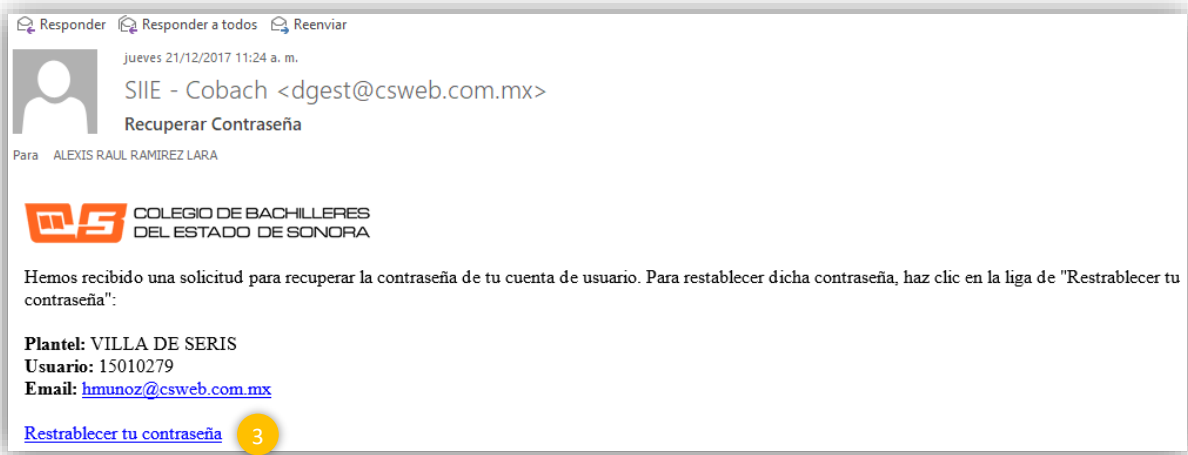 Responder Responder a todos Reenviar
jueves 21/12/2017 11:24 a. m.
SIIE - Cobach <dgest@csweb.com.mx>
Recuperar Contraseña
Para ALEXIS RAUL RAMIREZ LARA
COLEGIO DE BACHILLERES
DEL ESTADO DE SONORA
Hemos recibido una solicitud para recuperar la contraseña de tu cuenta de usuario. Para restablecer dicha contraseña, haz clic en la liga de "Restrablecer tu
contraseña":
Plantel: VILLA DE SERIS
Usuario: 15010279
Email: hmunoz@csweb.com.mx
Restrablecer tu contraseña 3